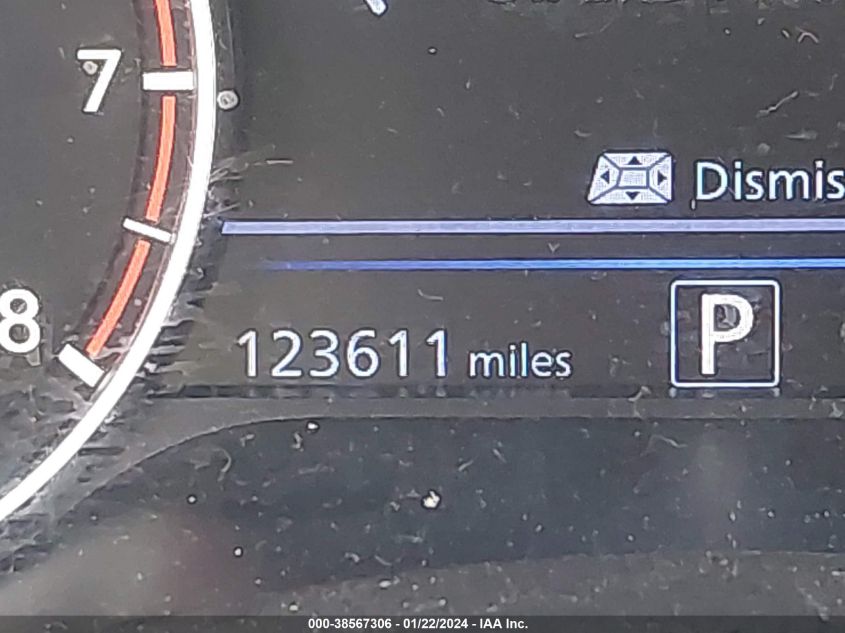 7
Dismis
8
123611 miles
P
000-38567306 - 01/22/2024 - IAA Inc.